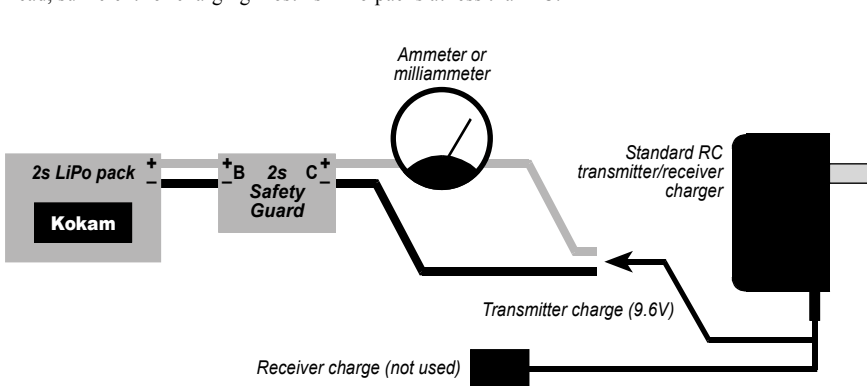 Ammeter or
milliammeter
2s LiPo pack + −
Kokam
+ B 2s C +
− Safety −
Guard
Standard RC
transmitter/receiver
charger
Transmitter charge (9.6V)
Receiver charge (not used)